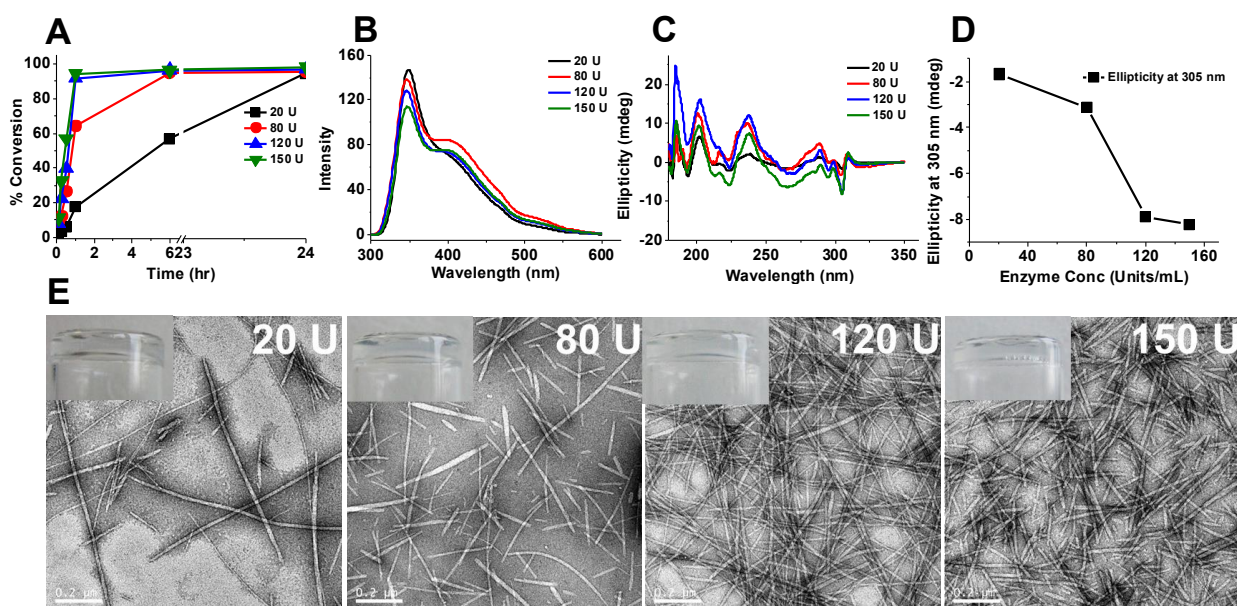 A
% Conversion
100
80
60
40
20
0
0
2
4
6
23
24
Time (hr)
20 U
80 U
120 U
150 U
B
Intensity
160
120
80
40
0
300
400
500
600
Wavelength (nm)
20 U
80 U
120 U
150 U
C
Ellipticity (mdeg)
20
10
0
-10
-20
200
250
300
350
Wavelength (nm)
20 U
80 U
120 U
150 U
D
Ellipticity at 305 nm (mdeg)
-2
-4
-6
-8
0
40
80
120
160
Enzyme Conc (Units/mL)
Ellipticity at 305 nm
E
20 U
80 U
120 U
150 U
0.2 µm
0.2 µm
0.2 µm
0.2 µm